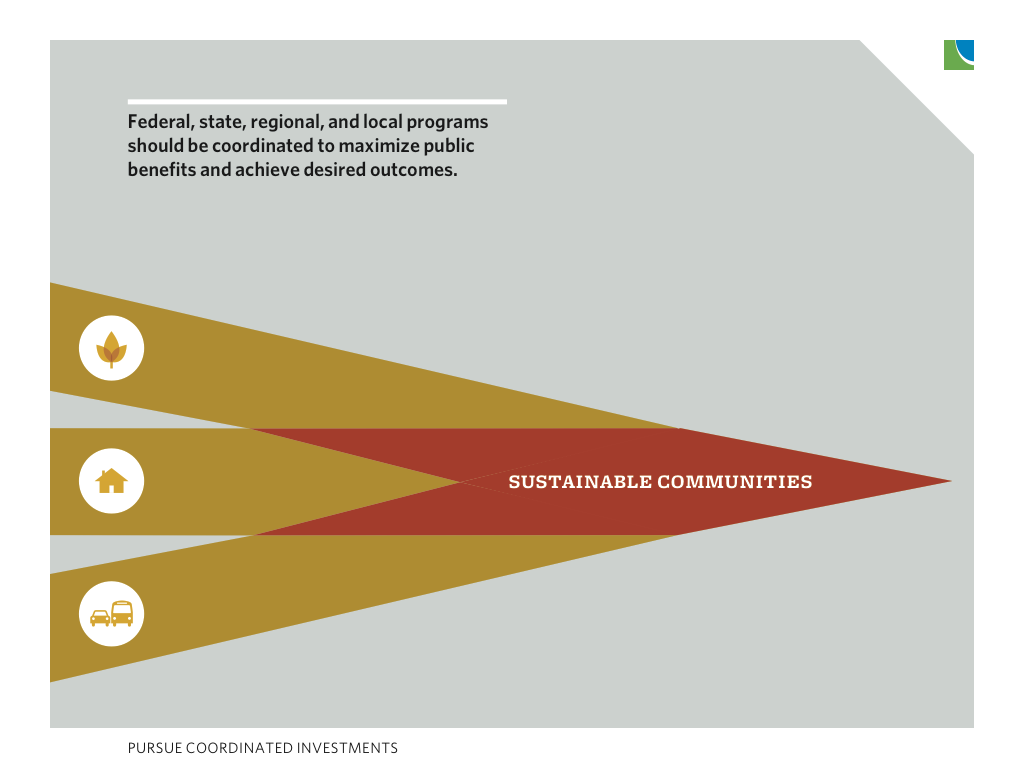 Federal, state, regional, and local programs
should be coordinated to maximize public
benefits and achieve desired outcomes.
SUSTAINABLE COMMUNITIES
PURSUE COORDINATED INVESTMENTS